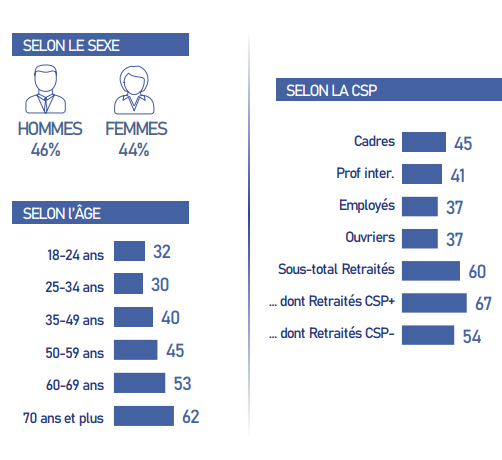 SELON LE SEXE
HOMMES
46%
FEMMES
44%
SELON l'ÂGE
18-24 ans 32
25-34 ans 30
35-49 ans 40
50-59 ans 45
60-69 ans 53
70 ans et plus 62
SELON LA CSP
Cadres 45
Prof inter. 41
Employés 37
Ouvriers 37
Sous-total Retraités 60
... dont Retraités CSP+ 67
... dont Retraités CSP- 54